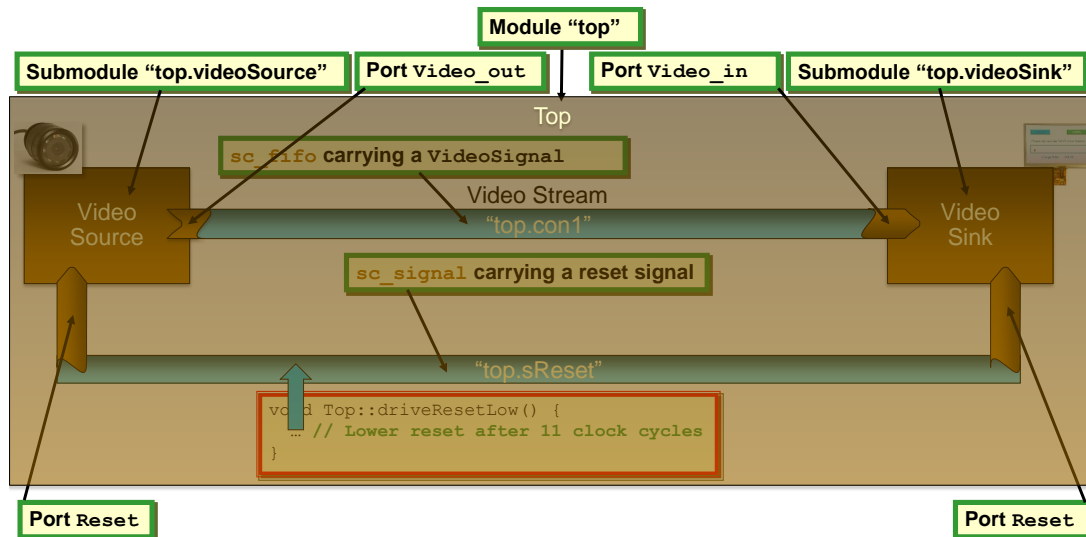 Module “top”
Submodule “top.videoSource”
Port Video_out
Port Video_in
Submodule “top.videoSink”
Top
sc_fifo carrying a VideoSignal
Video Stream
“top.con1”
Video
Source
Video
Sink
sc_signal carrying a reset signal
“top.sReset”
void Top::driveResetLow() {
… // Lower reset after 11 clock cycles
}
Port Reset
Port Reset